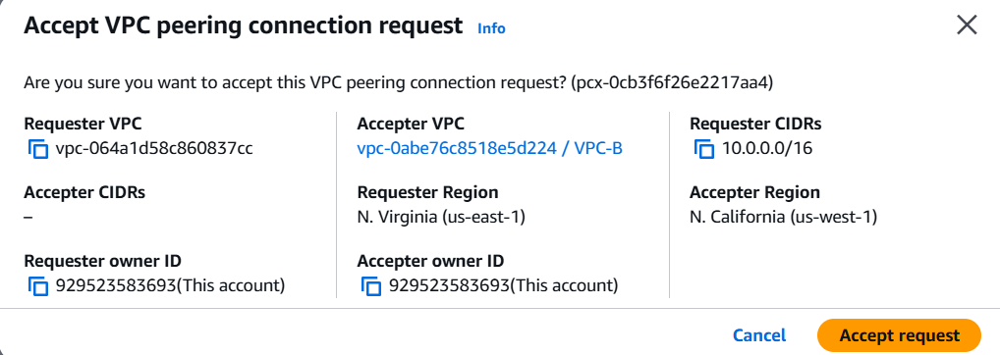 Accept VPC peering connection request Info
Are you sure you want to accept this VPC peering connection request? (pcx-0cb3f6f26e2217aa4)
Requester VPC
vpc-064a1d58c860837cc
Accepter VPC
vpc-0abe76c8518e5d224 / VPC-B
Requester CIDRs
10.0.0.0/16
Accepter CIDRs
–
Requester Region
N. Virginia (us-east-1)
Accepter Region
N. California (us-west-1)
Requester owner ID
929523583693(This account)
Accepter owner ID
929523583693(This account)
Cancel
Accept request